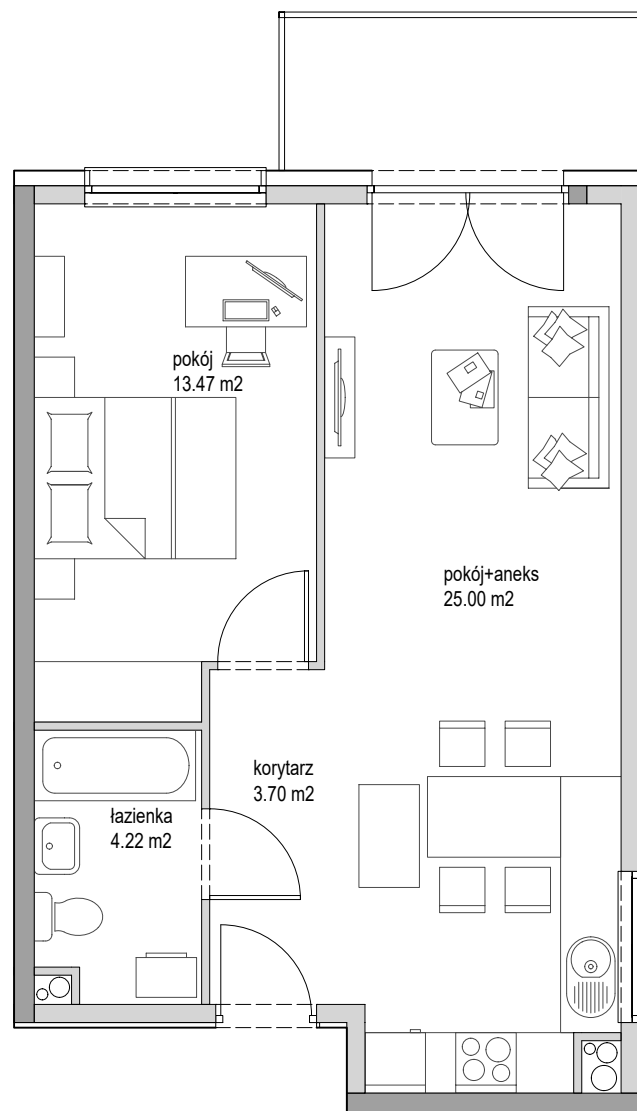 pokój
13.47 m2
pokój+aneks
25.00 m2
korytarz
3.70 m2
łazienka
4.22 m2